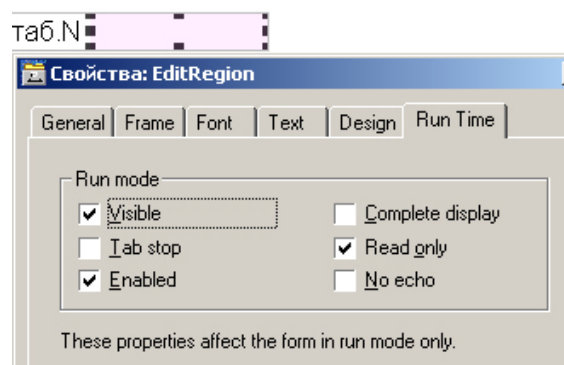 таб.N
Свойства: EditRegion
General Frame Font Text Design Run Time
Run mode
Visible Complete display
Tab stop Read only
Enabled No echo
These properties affect the form in run mode only.